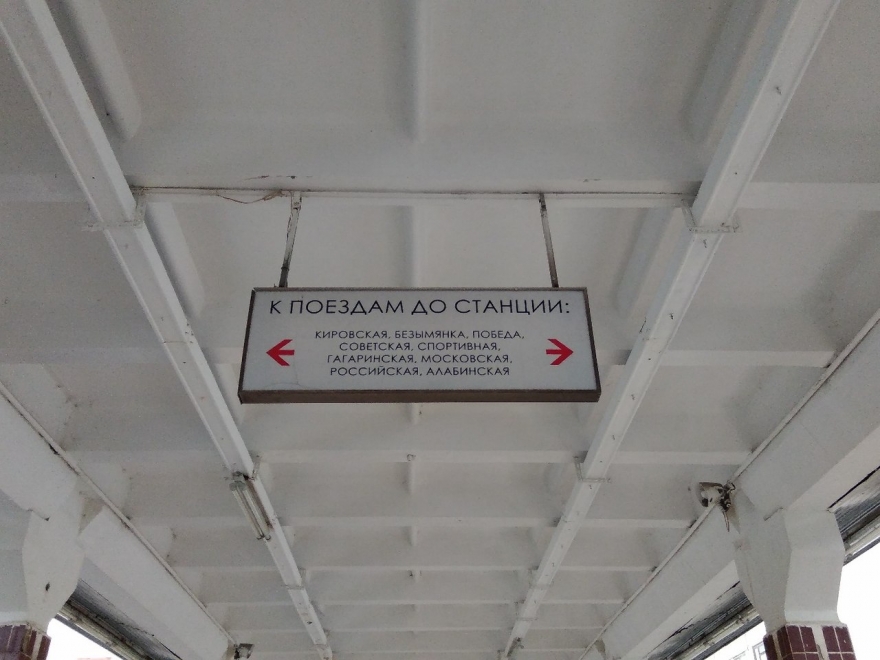 К ПОЕЗДАМ ДО СТАНЦИИ:
КИРОВСКАЯ, БЕЗЫМЯНКА, ПОБЕДА,
СОВЕТСКАЯ, СПОРТИВНАЯ,
ГАГАРИНСКАЯ, МОСКОВСКАЯ,
РОССИЙСКАЯ, АЛАБИНСКАЯ